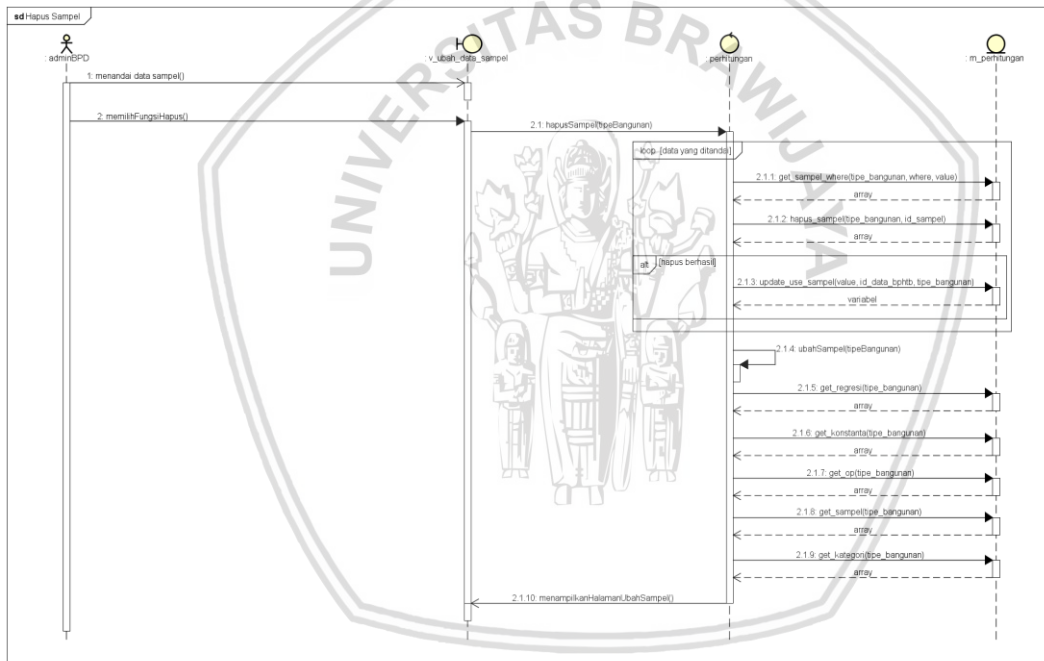 sd Hapus Sampel
UNIVERSITAS BRAWIJAYA
: adminBPD
: v_ubah_data_sampel
: perhitungan
: m_perhitungan
1: menandai data sampel()
2: memilihFungsiHapus()
2.1: hapusSampel(tipeBangunan)
loop [data yang ditandai]
2.1.1: get_sampel_where(tipe_bangunan, where, value)
array
2.1.2: hapus_sampel(tipe_bangunan, id_sampel)
array
alt [hapus berhasil]
2.1.3: update_use_sampel(value, id_data_bphtb, tipe_bangunan)
variabel
2.1.4: ubahSampel(tipeBangunan)
2.1.5: get_regresi(tipe_bangunan)
array
2.1.6: get_konstanta(tipe_bangunan)
array
2.1.7: get_op(tipe_bangunan)
array
2.1.8: get_sampel(tipe_bangunan)
array
2.1.9: get_kategori(tipe_bangunan)
array
2.1.10: menampilkanHalamanUbahSampel()